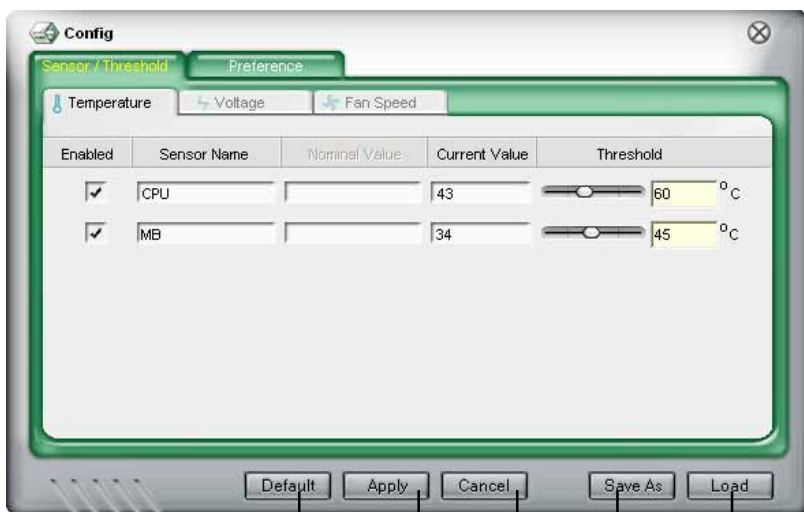 Config
Sensor / Threshold Preference
Temperature Voltage Fan Speed
Enabled Sensor Name Nominal Value Current Value Threshold
CPU 43 60 °C
MB 34 45 °C
Default Apply Cancel Save As Load